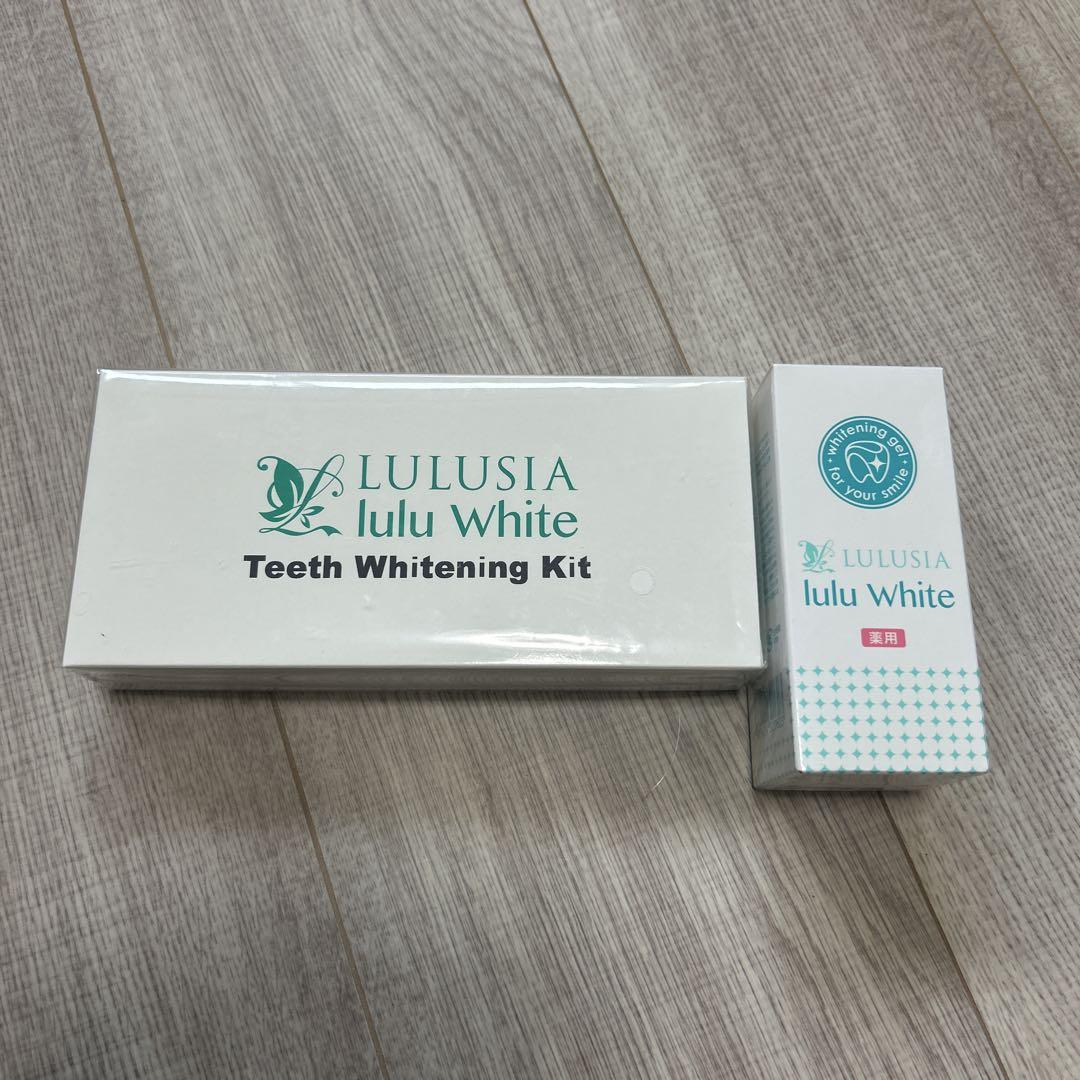 LULUSIA
lulu White
Teeth Whitening Kit
whitening gel
for your smile
LULUSIA
lulu White
薬用